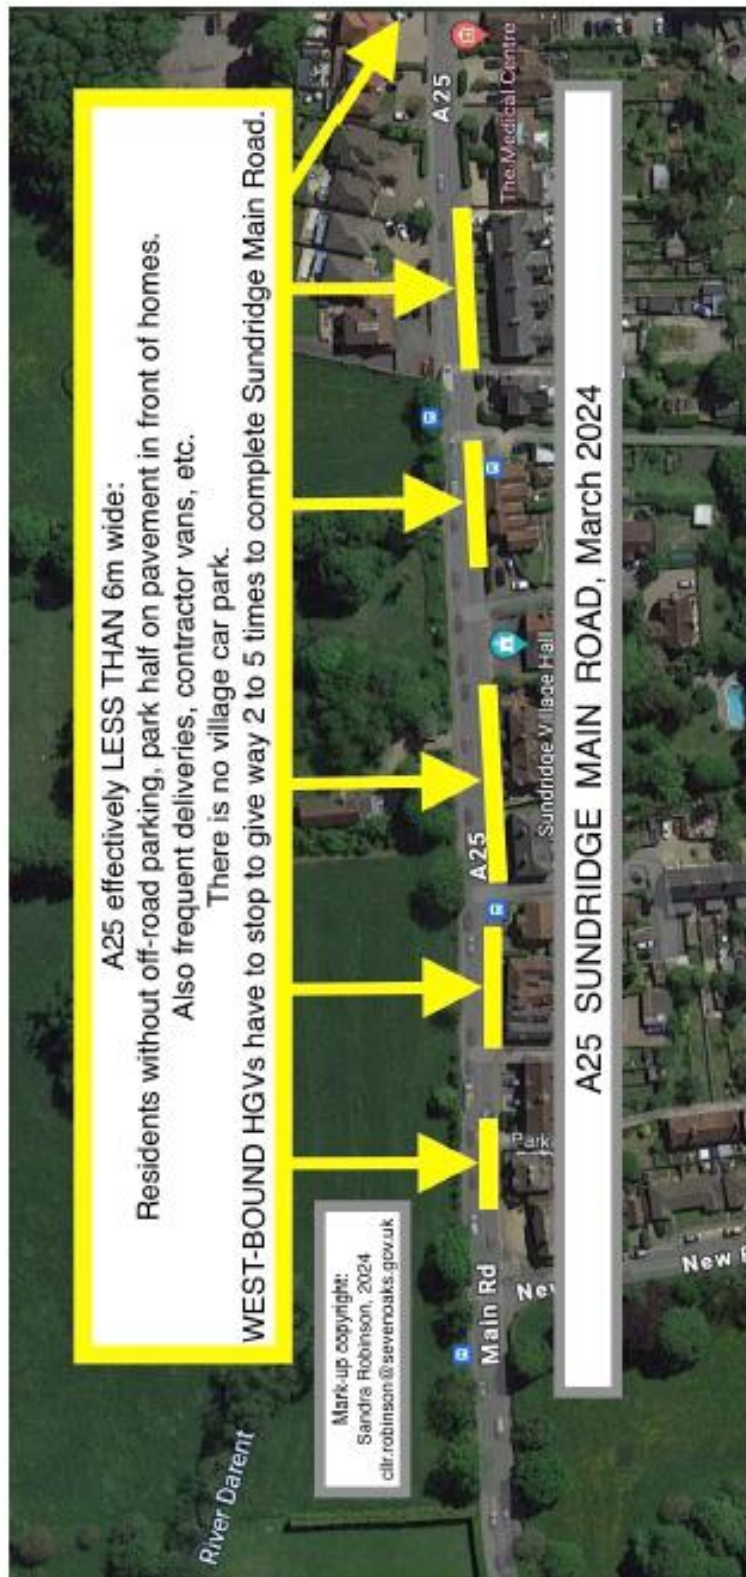 A25 effectively LESS THAN 6m wide:
Residents without off-road parking, park half on pavement in front of homes.
Also frequent deliveries, contractor vans, etc.
There is no village car park.
WEST-BOUND HGVs have to stop to give way 2 to 5 times to complete Sundridge Main Road.
River Darent
Mark-up copyright:
Sandra Robinson, 2024
cllr.robinson@sevenoaks.gov.uk
Main Rd
A25
A25
The Medical Centre
Sundridge Village Hall
Park
New
New
A25 SUNDRIDGE MAIN ROAD, March 2024